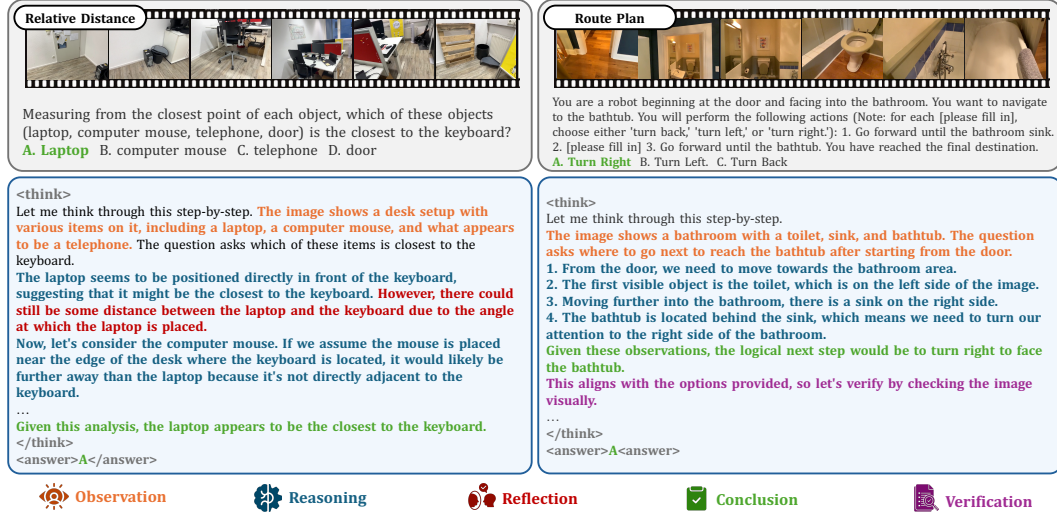 Relative Distance
Measuring from the closest point of each object, which of these objects
(laptop, computer mouse, telephone, door) is the closest to the keyboard?
A. Laptop B. computer mouse C. telephone D. door
<think>
Let me think through this step-by-step. The image shows a desk setup with
various items on it, including a laptop, a computer mouse, and what appears
to be a telephone. The question asks which of these items is closest to the
keyboard.
The laptop seems to be positioned directly in front of the keyboard,
suggesting that it might be the closest to the keyboard. However, there could
still be some distance between the laptop and the keyboard due to the angle
at which the laptop is placed.
Now, let's consider the computer mouse. If we assume the mouse is placed
near the edge of the desk where the keyboard is located, it would likely be
further away than the laptop because it's not directly adjacent to the
keyboard.
...
Given this analysis, the laptop appears to be the closest to the keyboard.
</think>
<answer>A</answer>
Route Plan
You are a robot beginning at the door and facing into the bathroom. You want to navigate
to the bathtub. You will perform the following actions (Note: for each [please fill in],
choose either 'turn back,' 'turn left,' or 'turn right.'): 1. Go forward until the bathroom sink.
2. [please fill in] 3. Go forward until the bathtub. You have reached the final destination.
A. Turn Right B. Turn Left. C. Turn Back
<think>
Let me think through this step-by-step.
The image shows a bathroom with a toilet, sink, and bathtub. The question
asks where to go next to reach the bathtub after starting from the door.
1. From the door, we need to move towards the bathroom area.
2. The first visible object is the toilet, which is on the left side of the image.
3. Moving further into the bathroom, there is a sink on the right side.
4. The bathtub is located behind the sink, which means we need to turn our
attention to the right side of the bathroom.
Given these observations, the logical next step would be to turn right to face
the bathtub.
This aligns with the options provided, so let's verify by checking the image
visually.
...
</think>
<answer>A<answer>
Observation
Reasoning
Reflection
Conclusion
Verification